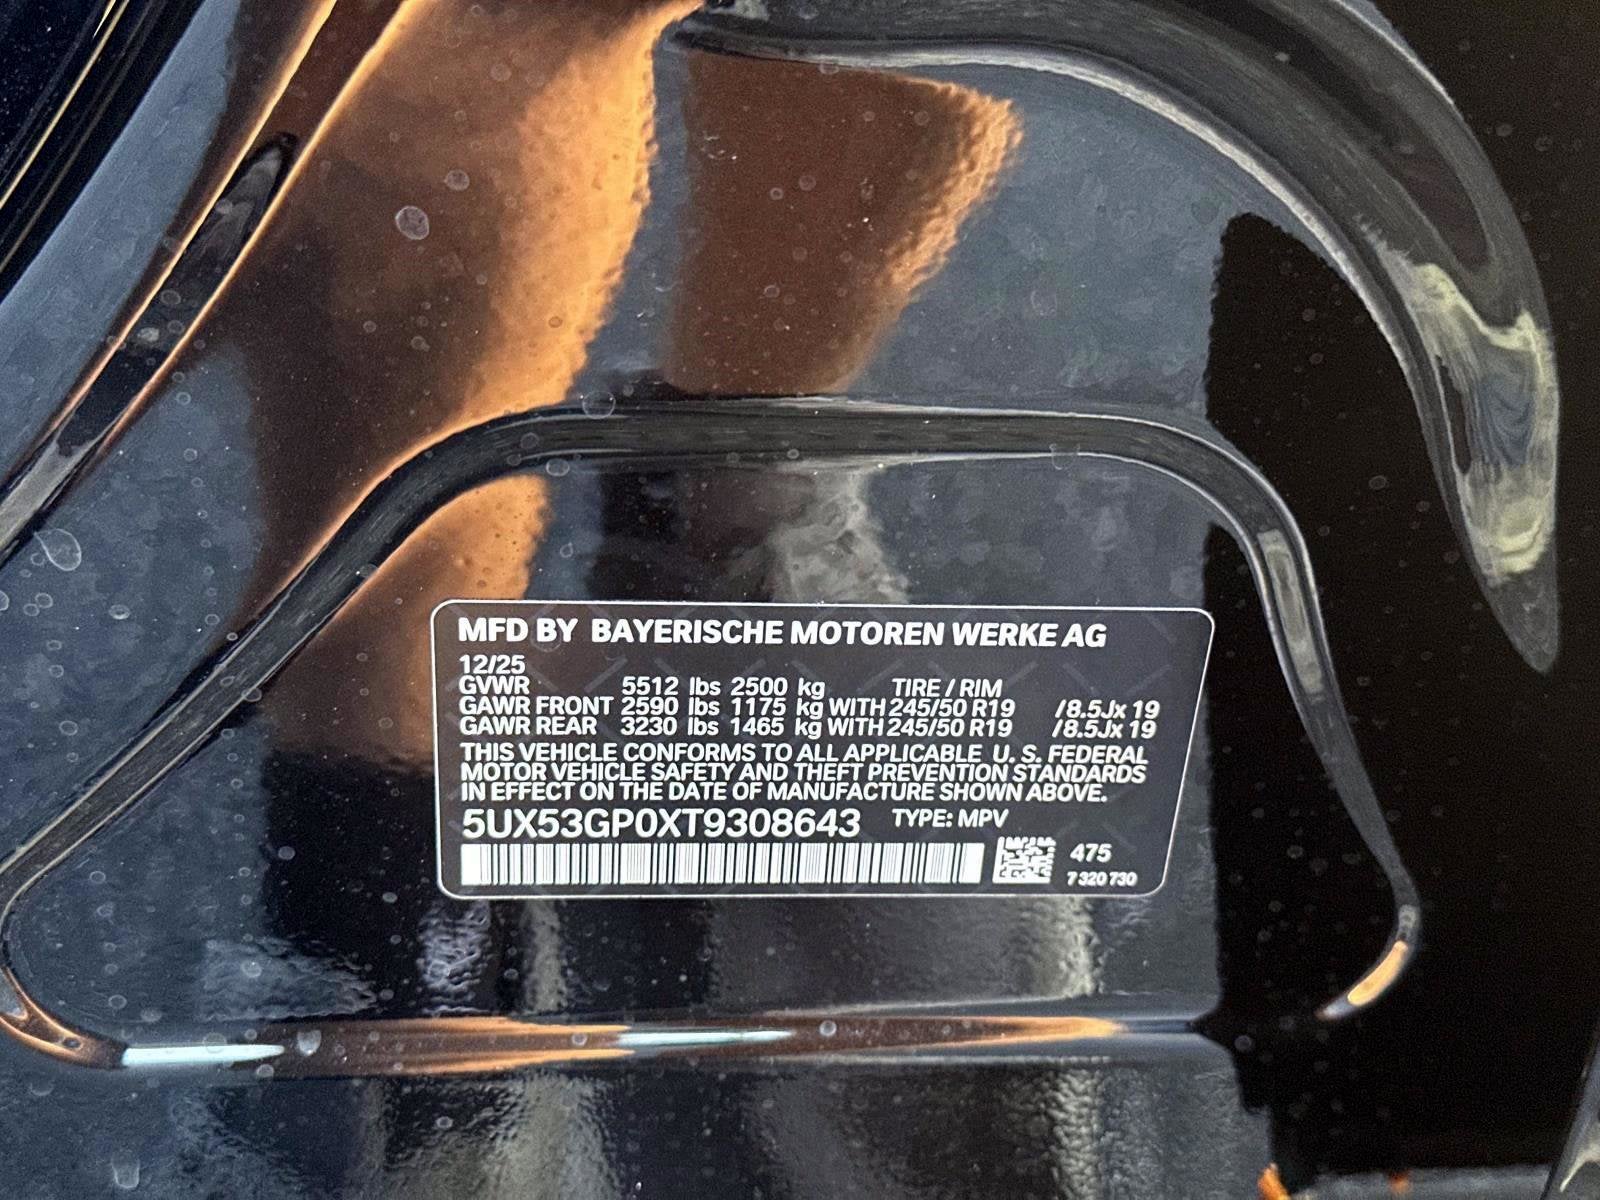 MFD BY BAYERISCHE MOTOREN WERKE AG
12/25
GVWR 5512 lbs 2500 kg TIRE / RIM
GAWR FRONT 2590 lbs 1175 kg WITH 245/50 R19 /8.5Jx 19
GAWR REAR 3230 lbs 1465 kg WITH 245/50 R19 /8.5Jx 19
THIS VEHICLE CONFORMS TO ALL APPLICABLE U. S. FEDERAL
MOTOR VEHICLE SAFETY AND THEFT PREVENTION STANDARDS
IN EFFECT ON THE DATE OF MANUFACTURE SHOWN ABOVE.
5UX53GP0XT9308643 TYPE: MPV
475
7 320 730